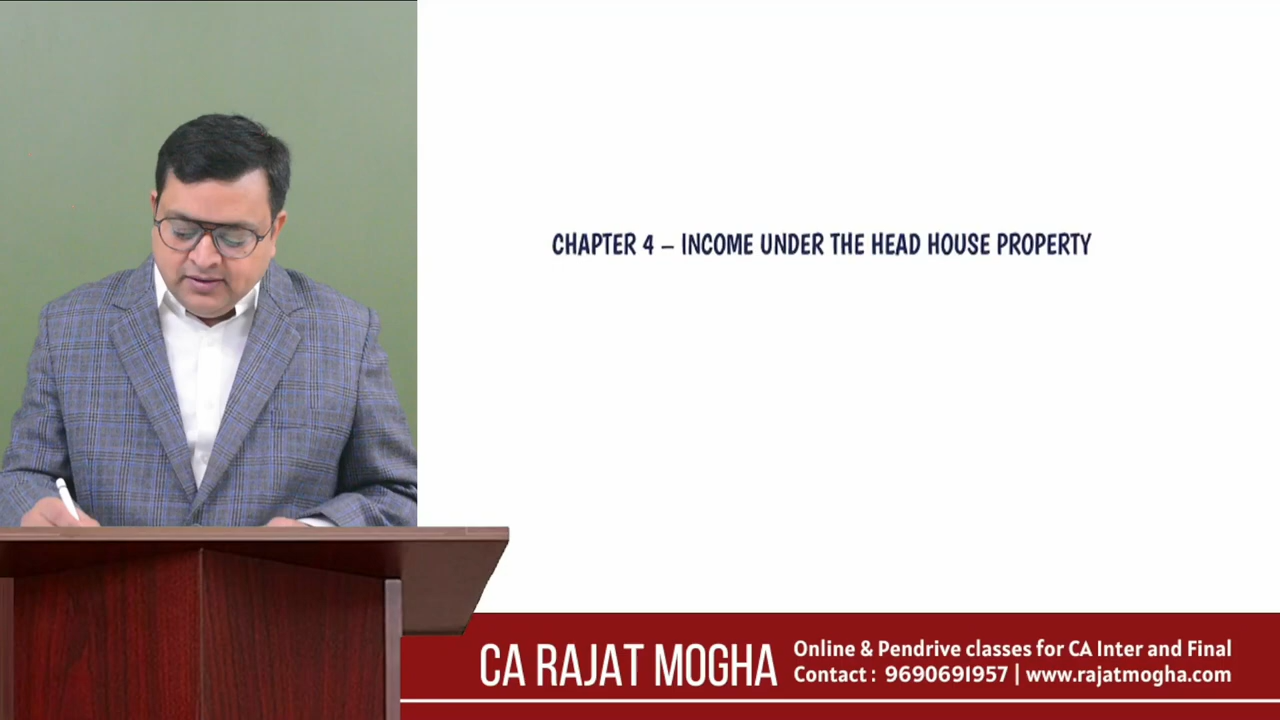 CHAPTER 4 – INCOME UNDER THE HEAD HOUSE PROPERTY
CA RAJAT MOGHA
Online & Pendrive classes for CA Inter and Final
Contact : 9690691957 | www.rajatmogha.com